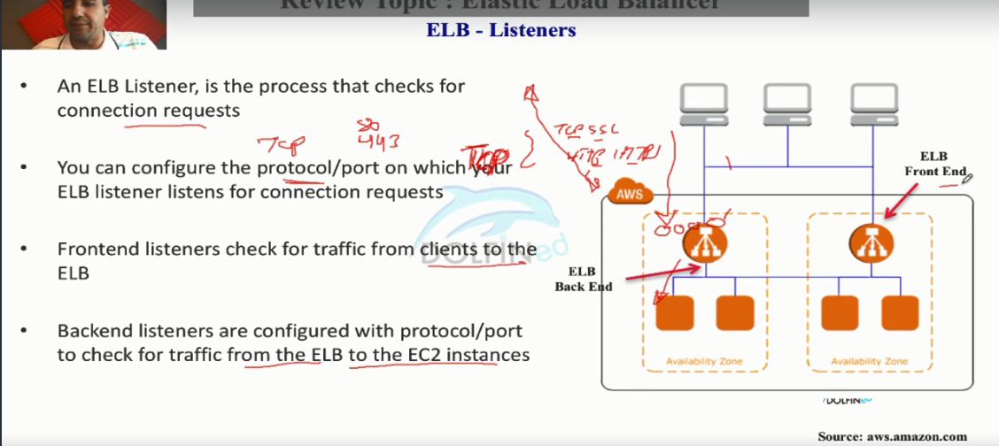 Review Topic : Elastic Load Balancer
ELB - Listeners
• An ELB Listener, is the process that checks for
connection requests
TCP
80
443
• You can configure the protocol/port on which your
ELB listener listens for connection requests
TCP
• Frontend listeners check for traffic from clients to the
ELB
• Backend listeners are configured with protocol/port
to check for traffic from the ELB to the EC2 instances
DOLFINed
TCP SSL
HTTP HTTPS
AWS
ELB
Front End
ELB
Back End
Availability Zone
Availability Zone
DOLFINED
Source: aws.amazon.com